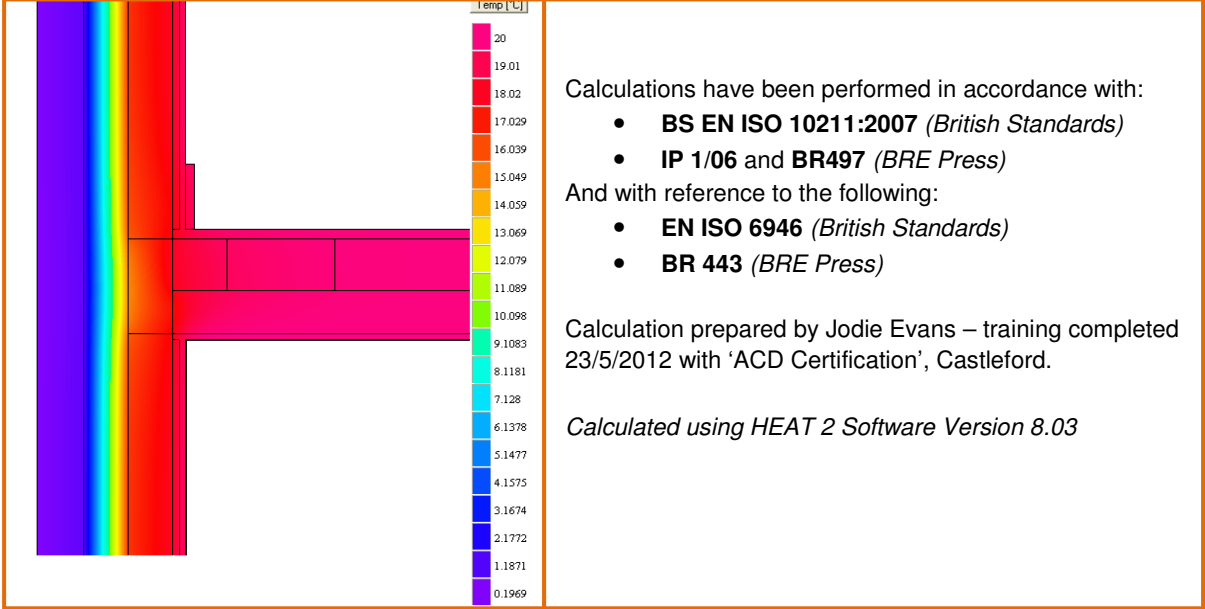 Temp [°C]
20
19.01
18.02
17.029
16.039
15.049
14.059
13.069
12.079
11.089
10.098
9.1083
8.1181
7.128
6.1378
5.1477
4.1575
3.1674
2.1772
1.1871
0.1969
Calculations have been performed in accordance with:
• BS EN ISO 10211:2007 (British Standards)
• IP 1/06 and BR497 (BRE Press)
And with reference to the following:
• EN ISO 6946 (British Standards)
• BR 443 (BRE Press)
Calculation prepared by Jodie Evans – training completed
23/5/2012 with ‘ACD Certification’, Castleford.
Calculated using HEAT 2 Software Version 8.03